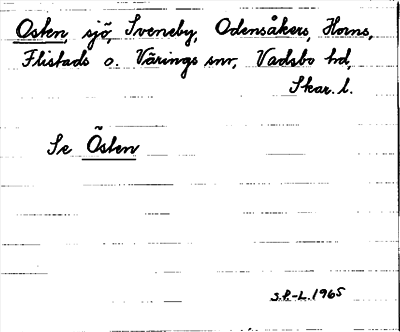 Osten, sjö, Sveneby, Odensåkers, Horns,
Flistads o. Värings snr, Vadsbo hd,
Skar. l.
Se Östen
S.P.-L. 1965